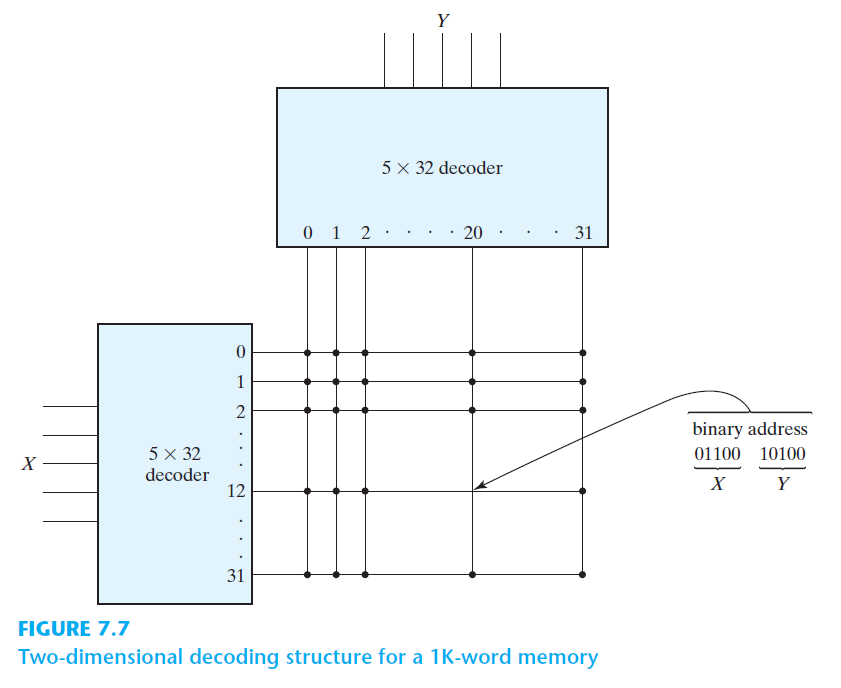 Y
5 × 32 decoder
0 1 2 · · · · 20 · · · 31
0
1
2
·
·
·
12
·
·
·
31
X
5 × 32
decoder
binary address
01100 10100
X Y
FIGURE 7.7
Two-dimensional decoding structure for a 1K-word memory